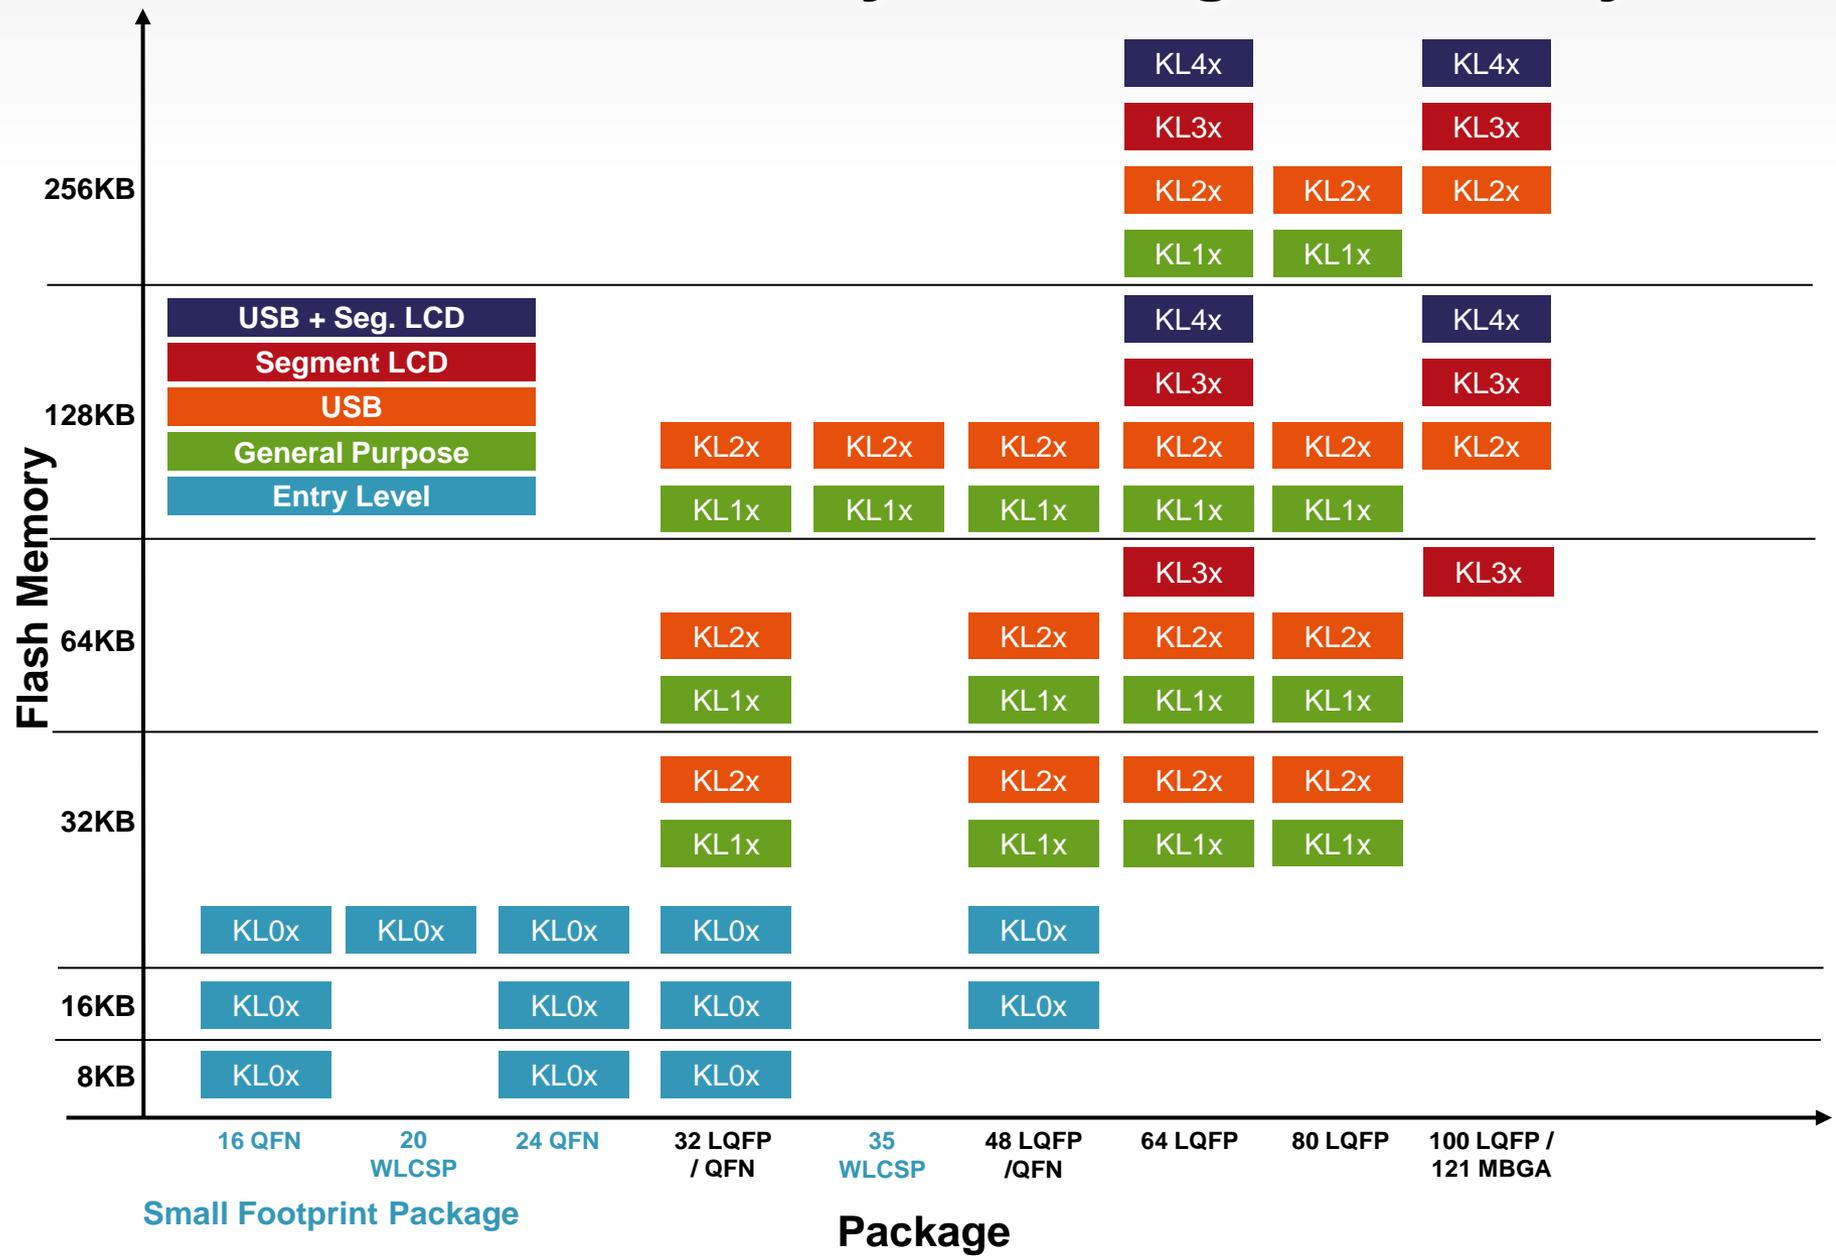 KL4x KL4x
KL3x KL3x
256KB KL2x KL2x KL2x
KL1x KL1x
USB + Seg. LCD KL4x KL4x
Segment LCD KL3x KL3x
128KB USB
KL2x KL2x KL2x KL2x KL2x KL2x
General Purpose
Entry Level KL1x KL1x KL1x KL1x KL1x
Flash Memory
KL3x KL3x
64KB KL2x KL2x KL2x KL2x
KL1x KL1x KL1x KL1x
KL2x KL2x KL2x KL2x
32KB KL1x KL1x KL1x KL1x
KL0x KL0x KL0x KL0x KL0x
16KB KL0x KL0x KL0x KL0x
8KB KL0x KL0x KL0x
16 QFN 20 24 QFN 32 LQFP 35 48 LQFP 64 LQFP 80 LQFP 100 LQFP /
WLCSP / QFN WLCSP /QFN 121 MBGA
Small Footprint Package
Package